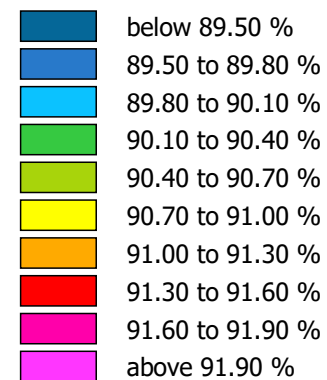 below 89.50 %
89.50 to 89.80 %
89.80 to 90.10 %
90.10 to 90.40 %
90.40 to 90.70 %
90.70 to 91.00 %
91.00 to 91.30 %
91.30 to 91.60 %
91.60 to 91.90 %
above 91.90 %